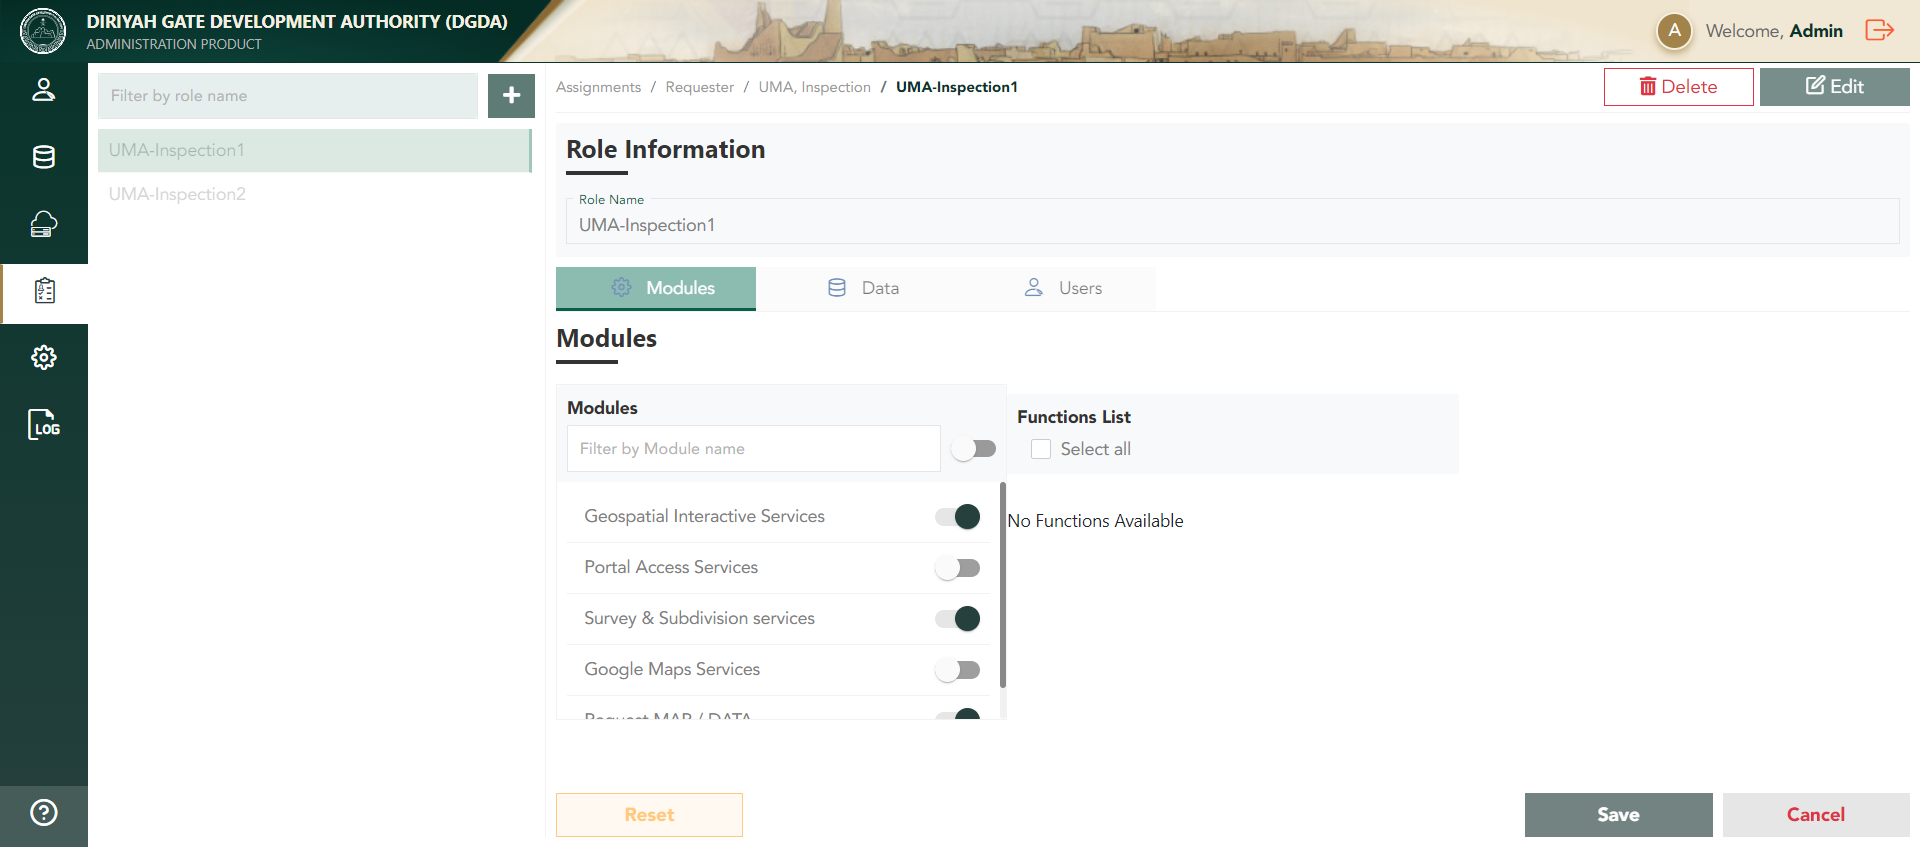 DIRIYAH GATE DEVELOPMENT AUTHORITY (DGDA)
ADMINISTRATION PRODUCT
A
Welcome, Admin
LOG
Filter by role name
UMA-Inspection1
UMA-Inspection2
Assignments / Requester / UMA, Inspection / UMA-Inspection1
Delete
Edit
Role Information
Role Name
UMA-Inspection1
Modules
Data
Users
Modules
Modules
Filter by Module name
Functions List
Select all
Geospatial Interactive Services
No Functions Available
Portal Access Services
Survey & Subdivision services
Google Maps Services
Request MAP / DATA
Reset
Save
Cancel